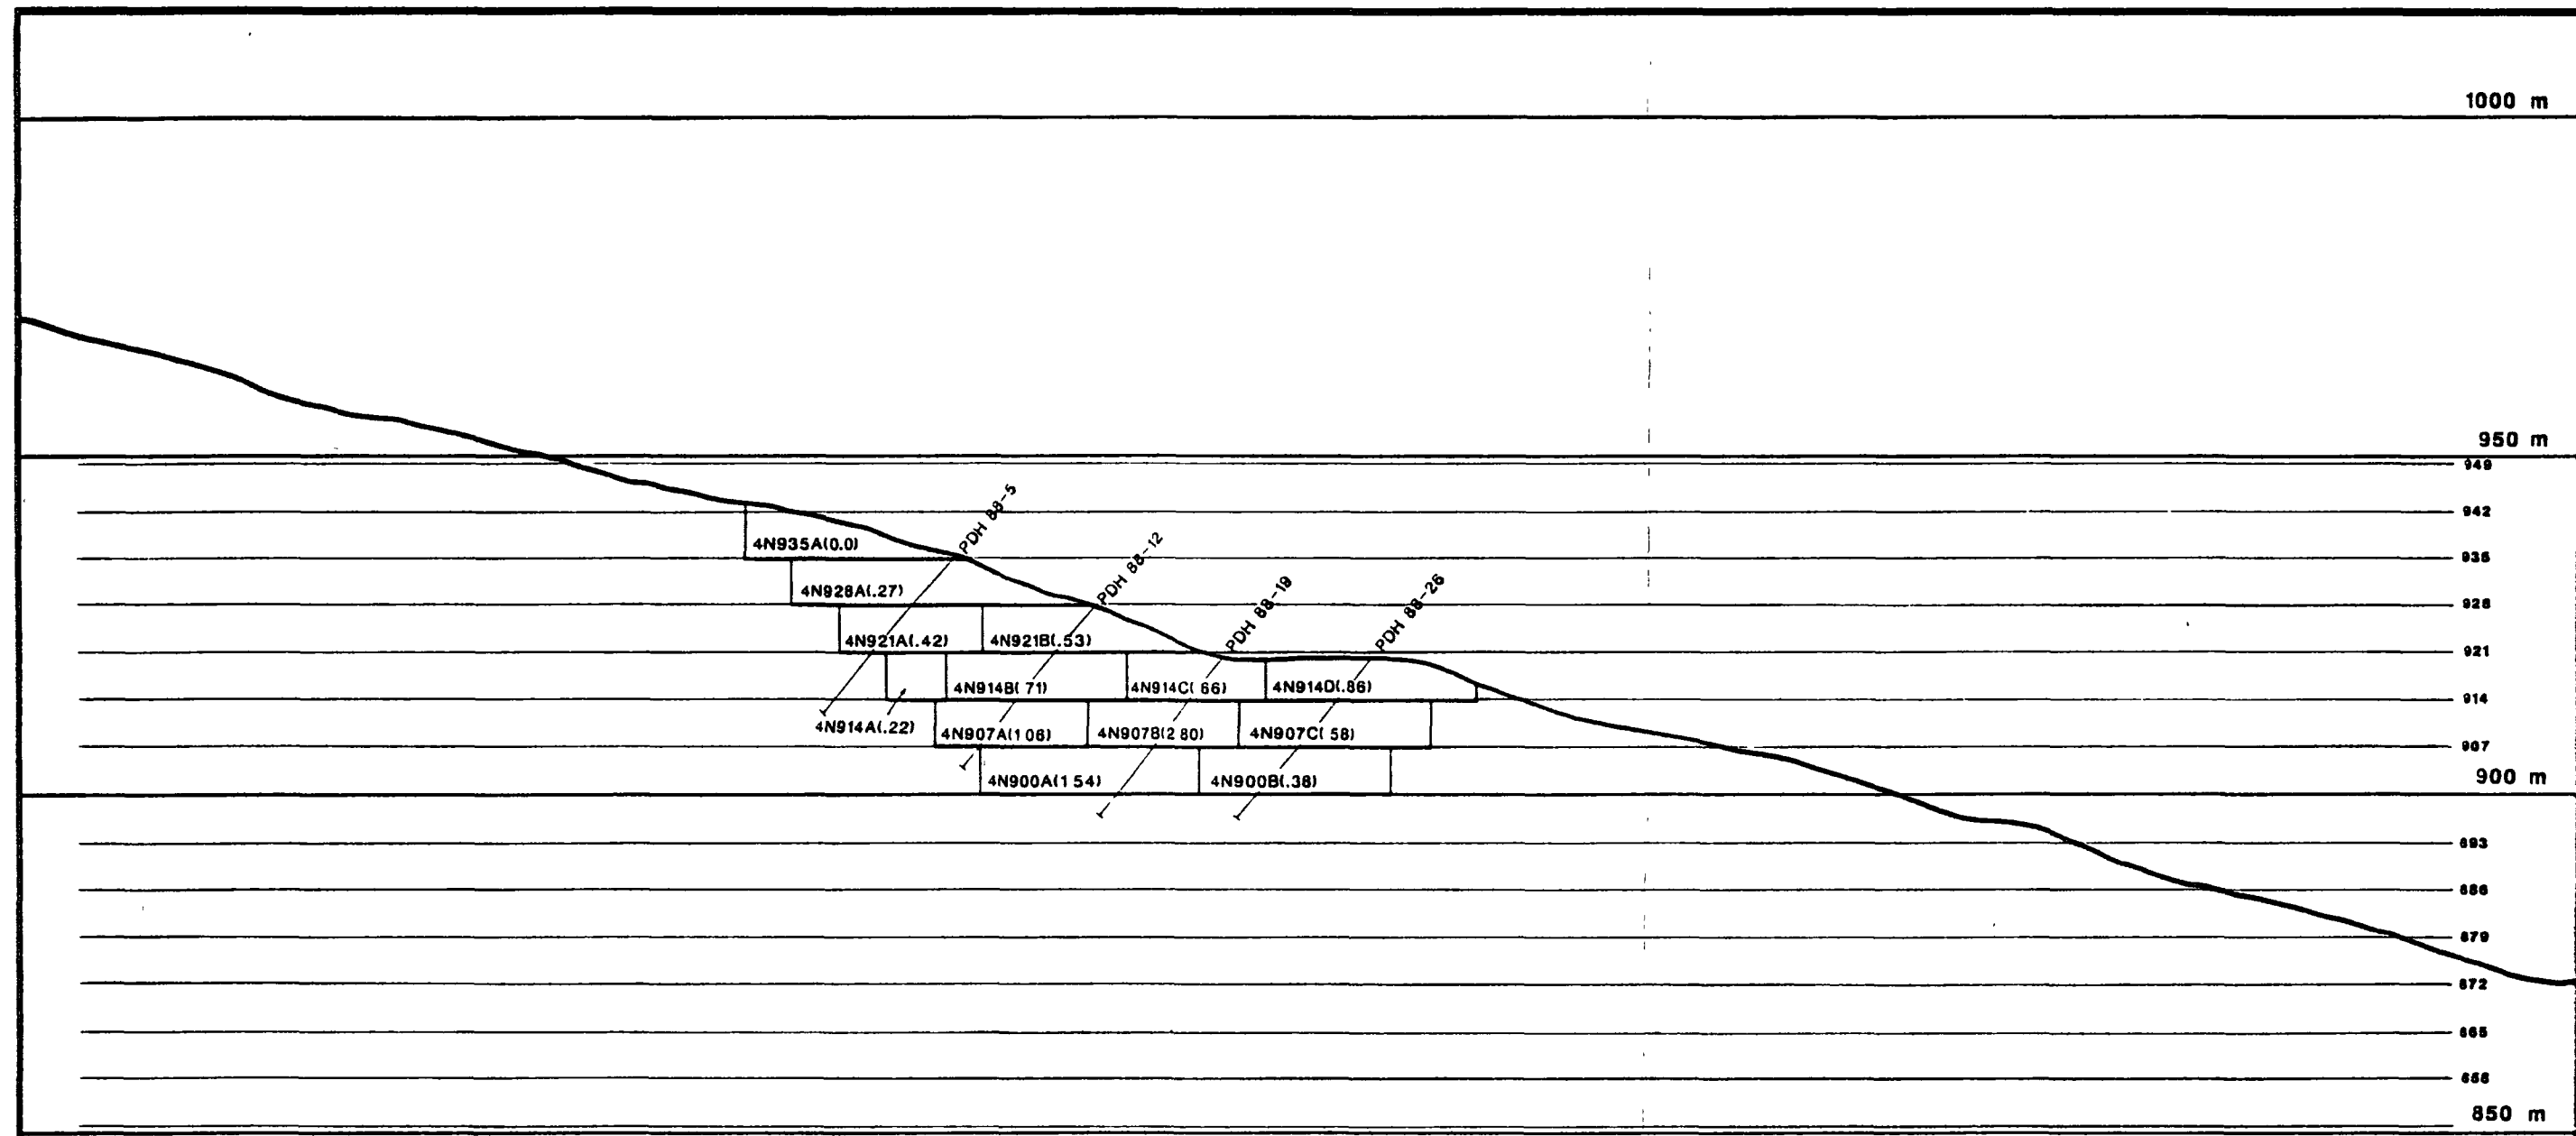 1000 m
950 m
949
942
PDH 88-5
4N935A(0.0)
935
PDH 88-12
4N928A(.27)
928
PDH 88-19
PDH 88-26
4N921A(.42)
4N921B(.53)
921
4N914B( 71)
4N914C( 66)
4N914D(.86)
914
4N914A(.22)
4N907A(1 06)
4N907B(2 80)
4N907C( 58)
907
4N900A(1 54)
4N900B(.38)
900 m
893
886
879
872
865
858
850 m